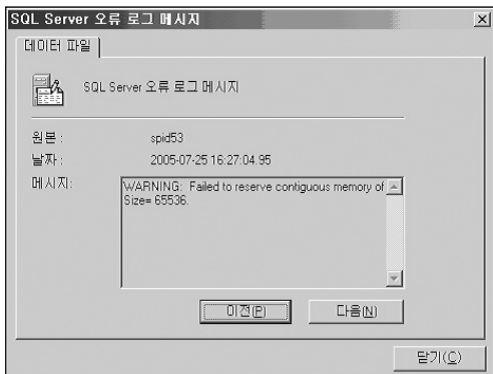 SQL Server 오류 로그 메시지
데이터 파일
SQL Server 오류 로그 메시지
원본 : spid53
날짜 : 2005-07-25 16:27:04.95
메시지: WARNING: Failed to reserve contiguous memory of
Size= 65536.
이전(P) 다음(N)
닫기(C)